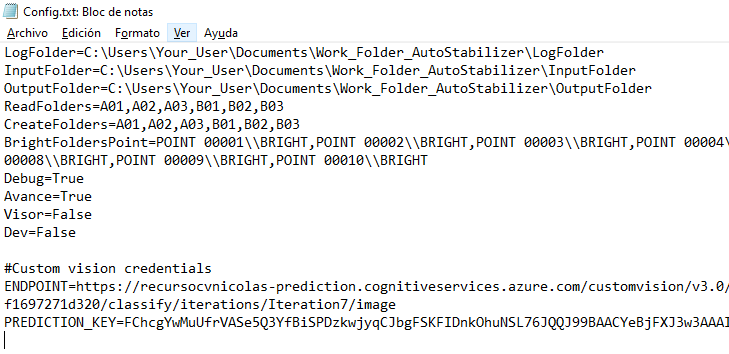 Config.txt: Bloc de notas
Archivo Edición Formato Ver Ayuda
LogFolder=C:\Users\Your_User\Documents\Work_Folder_AutoStabilizer\LogFolder
InputFolder=C:\Users\Your_User\Documents\Work_Folder_AutoStabilizer\InputFolder
OutputFolder=C:\Users\Your_User\Documents\Work_Folder_AutoStabilizer\OutputFolder
ReadFolders=A01,A02,A03,B01,B02,B03
CreateFolders=A01,A02,A03,B01,B02,B03
BrightFoldersPoint=POINT 00001\\BRIGHT,POINT 00002\\BRIGHT,POINT 00003\\BRIGHT,POINT 00004\
00008\\BRIGHT,POINT 00009\\BRIGHT,POINT 00010\\BRIGHT
Debug=True
Avance=True
Visor=False
Dev=False
#Custom vision credentials
ENDPOINT=https://recursocvnicolas-prediction.cognitiveservices.azure.com/customvision/v3.0/
f1697271d320/classify/iterations/Iteration7/image
PREDICTION_KEY=FChcgYwMuUfrVASe5Q3YfBiSPDzkwjyqCJbgFSKFIDnkOhuNSL76JQQJ99BAACYeBjFXJ3w3AAAI